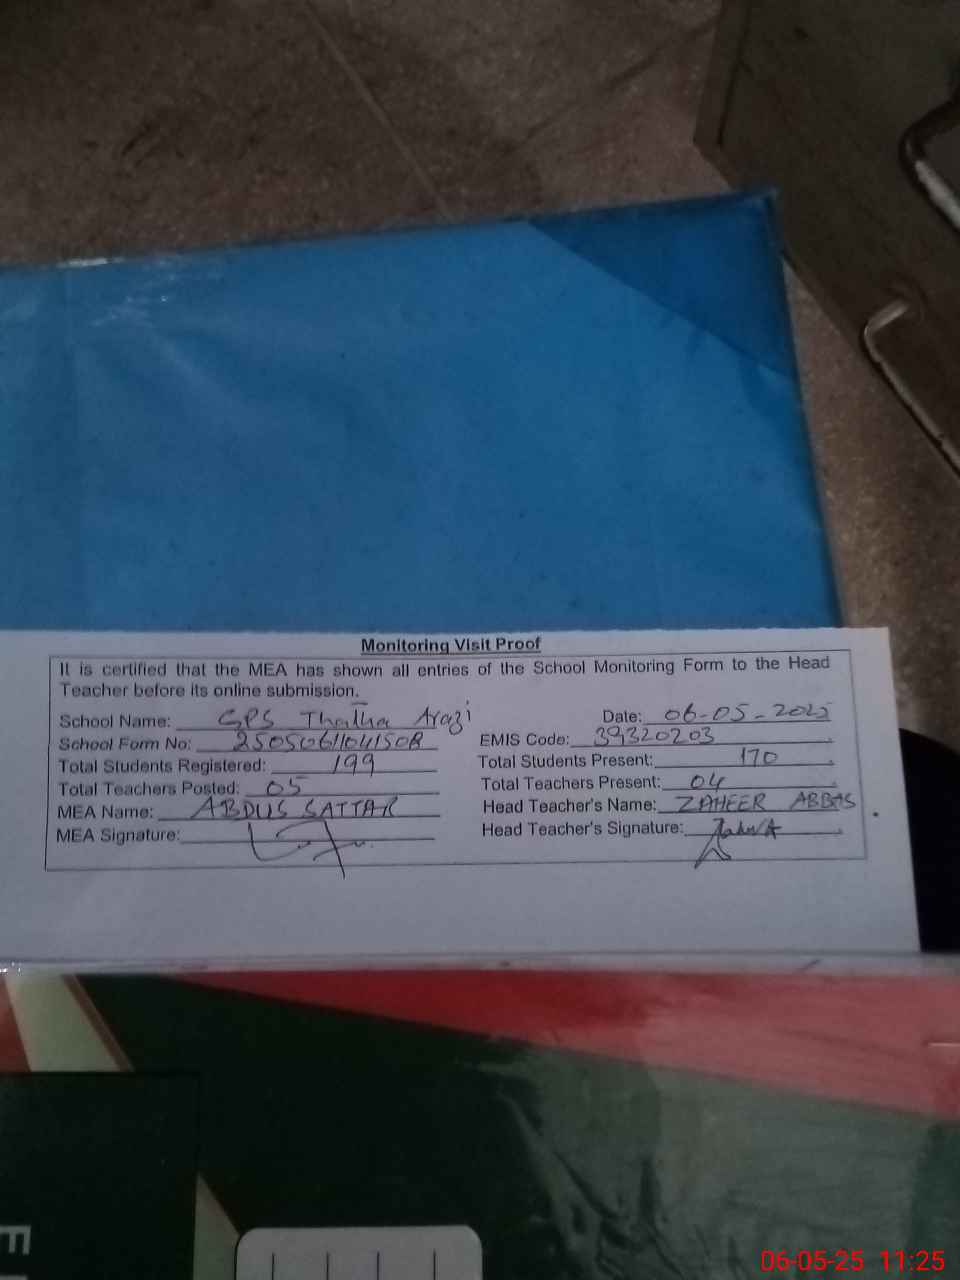 Monitoring Visit Proof
It is certified that the MEA has shown all entries of the School Monitoring Form to the Head
Teacher before its online submission.
School Name: GPS Thatha Arazi Date: 06-05-2025
School Form No: EMIS Code: 39320203
Total Students Registered: 199 Total Students Present: 170
Total Teachers Posted: 05 Total Teachers Present: 04
MEA Name: ABDUS SATTAR Head Teacher's Name: ZAHEER ABBAS
MEA Signature: Head Teacher's Signature:
06-05-25 11:25